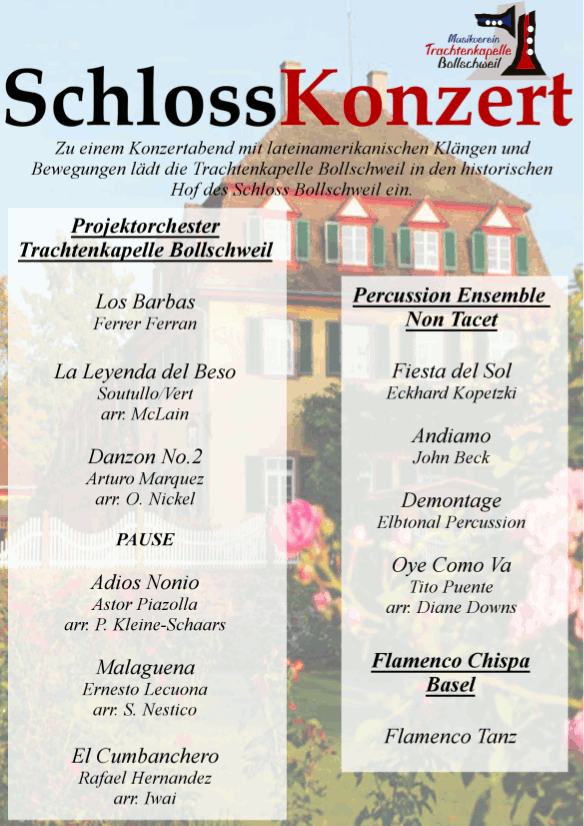 Musikverein
Trachtenkapelle
Bollschweil
SchlossKonzert
Zu einem Konzertabend mit lateinamerikanischen Klängen und
Bewegungen lädt die Trachtenkapelle Bollschweil in den historischen
Hof des Schloss Bollschweil ein.
Projektorchester
Trachtenkapelle Bollschweil
Los Barbas
Ferrer Ferran
La Leyenda del Beso
Soutullo/Vert
arr. McLain
Danzon No.2
Arturo Marquez
arr. O. Nickel
PAUSE
Adios Nonio
Astor Piazolla
arr. P. Kleine-Schaars
Malaguena
Ernesto Lecuona
arr. S. Nestico
El Cumbanchero
Rafael Hernandez
arr. Iwai
Percussion Ensemble
Non Tacet
Fiesta del Sol
Eckhard Kopetzki
Andiamo
John Beck
Demontage
Elbtonal Percussion
Oye Como Va
Tito Puente
arr. Diane Downs
Flamenco Chispa
Basel
Flamenco Tanz